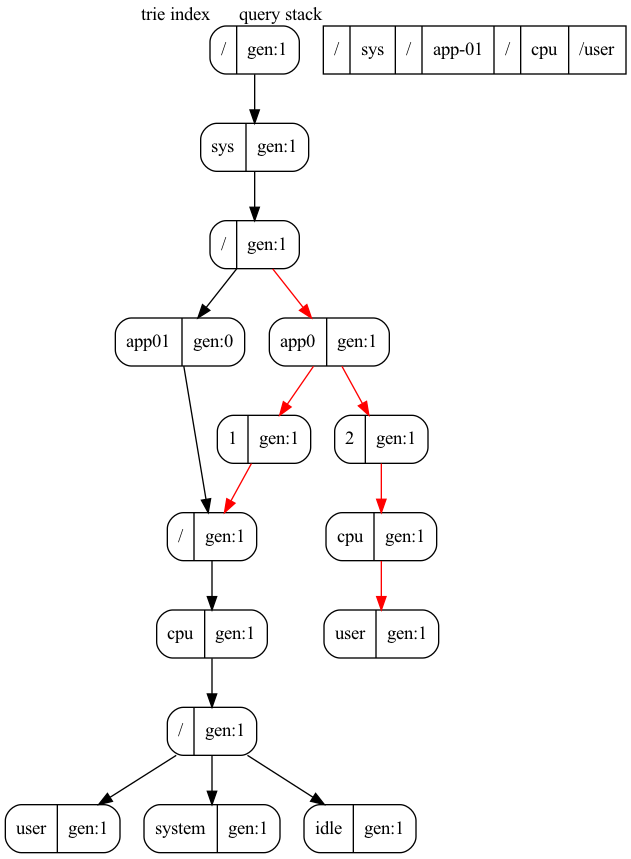 trie index query stack
/ gen:1 / sys / app-01 / cpu /user
sys gen:1
/ gen:1
app01 gen:0 app0 gen:1
1 gen:1 2 gen:1
/ gen:1 cpu gen:1
cpu gen:1 user gen:1
/ gen:1
user gen:1 system gen:1 idle gen:1